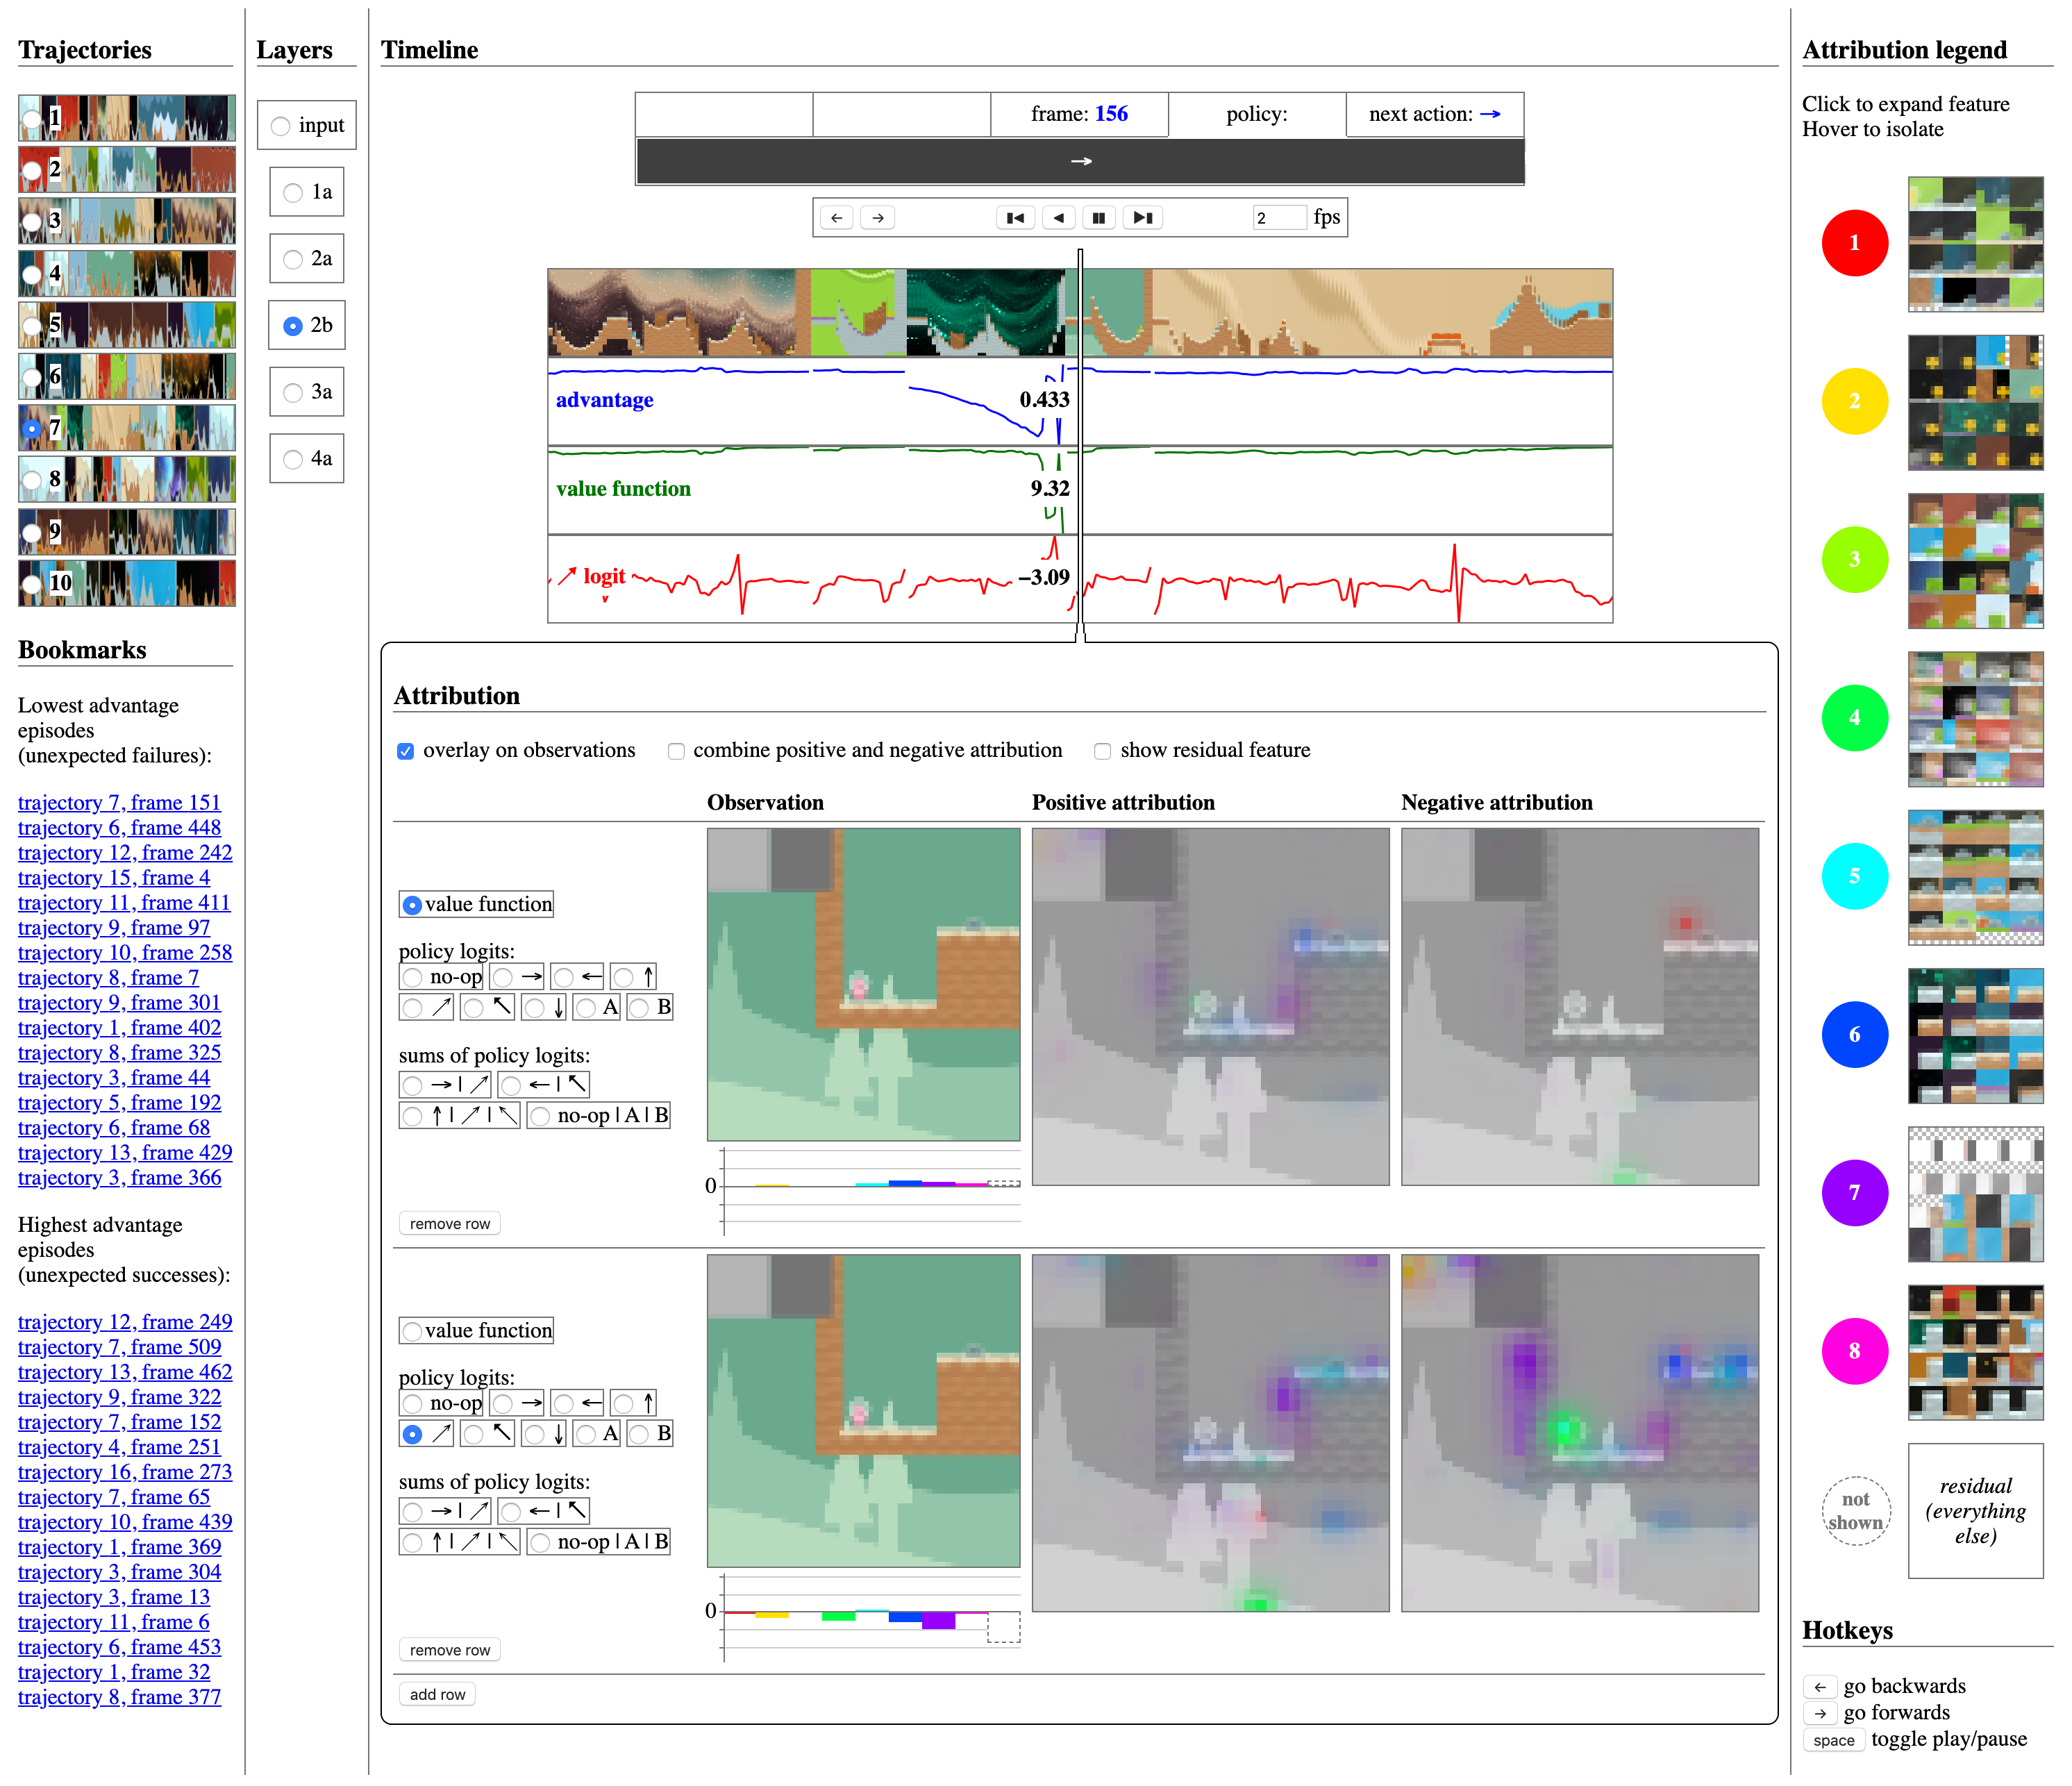 Trajectories
1
2
3
4
5
6
7
8
9
10
Bookmarks
Lowest advantage
episodes
(unexpected failures):
trajectory 7, frame 151
trajectory 6, frame 448
trajectory 12, frame 242
trajectory 15, frame 4
trajectory 11, frame 411
trajectory 9, frame 97
trajectory 10, frame 258
trajectory 8, frame 7
trajectory 9, frame 301
trajectory 1, frame 402
trajectory 8, frame 325
trajectory 3, frame 44
trajectory 5, frame 192
trajectory 6, frame 68
trajectory 13, frame 429
trajectory 3, frame 366
Highest advantage
episodes
(unexpected successes):
trajectory 12, frame 249
trajectory 7, frame 509
trajectory 13, frame 462
trajectory 9, frame 322
trajectory 7, frame 152
trajectory 4, frame 251
trajectory 16, frame 273
trajectory 7, frame 65
trajectory 10, frame 439
trajectory 1, frame 369
trajectory 3, frame 304
trajectory 3, frame 13
trajectory 11, frame 6
trajectory 6, frame 453
trajectory 1, frame 32
trajectory 8, frame 377
Layers
input
1a
2a
2b
3a
4a
Timeline
frame: 156 policy: next action: →
→
← → 2 fps
advantage 0.433
value function 9.32
↗ logit −3.09
Attribution
overlay on observations combine positive and negative attribution show residual feature
Observation Positive attribution Negative attribution
value function
policy logits:
no-op → ← ↑
↗ ↖ ↓ A B
sums of policy logits:
→ | ↗ ← | ↖
↑ | ↗ | ↖ no-op | A | B
0
remove row
value function
policy logits:
no-op → ← ↑
↗ ↖ ↓ A B
sums of policy logits:
→ | ↗ ← | ↖
↑ | ↗ | ↖ no-op | A | B
0
remove row
add row
Attribution legend
Click to expand feature
Hover to isolate
1
2
3
4
5
6
7
8
not
shown
residual
(everything
else)
Hotkeys
← go backwards
→ go forwards
space toggle play/pause